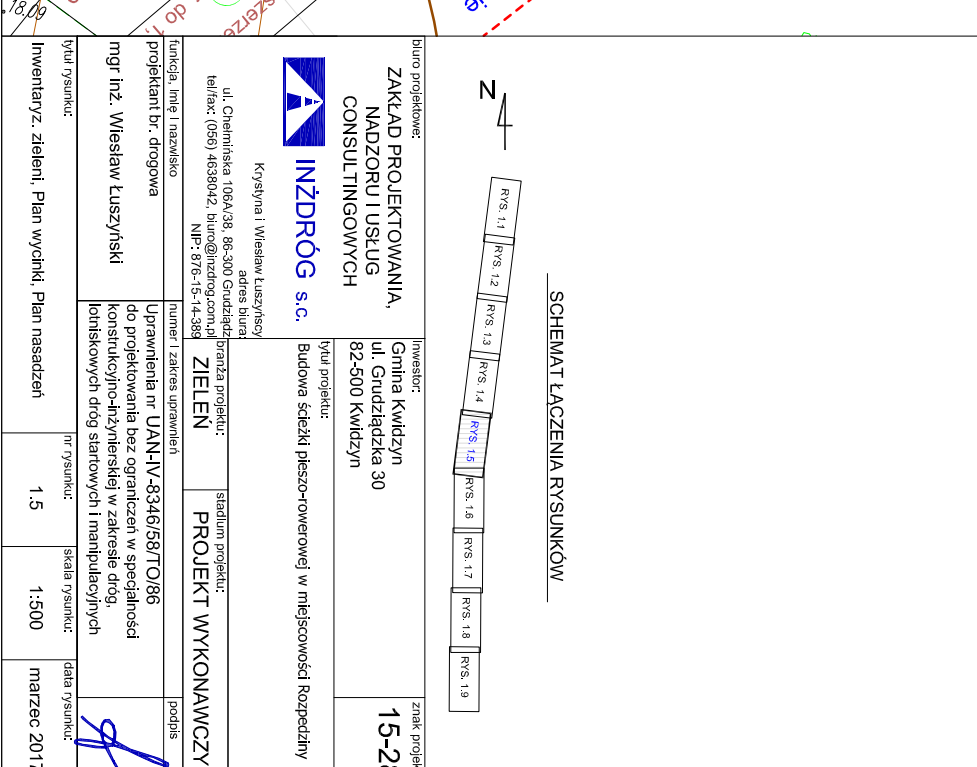 18.09
do 1,
SCHEMAT ŁĄCZENIA RYSUNKÓW
N
RYS. 1.1
RYS. 1.2
RYS. 1.3
RYS. 1.4
RYS. 1.5
RYS. 1.6
RYS. 1.7
RYS. 1.8
RYS. 1.9
biuro projektowe:
ZAKŁAD PROJEKTOWANIA,
NADZORU I USŁUG
CONSULTINGOWYCH
INŻDRÓG s.c.
Krystyna i Wiesław Łuszyńscy
adres biura:
ul. Chełmińska 106A/38, 86-300 Grudziądz
tel/fax: (056) 4638042, biuro@inzdrog.com.pl
NIP: 876-15-14-389
inwestor:
Gmina Kwidzyn
ul. Grudziądzka 30
82-500 Kwidzyn
znak projek
15-28
tytuł projektu:
Budowa ścieżki pieszo-rowerowej w miejscowości Rozpędziny
branża projektu:
ZIELEŃ
stadium projektu:
PROJEKT WYKONAWCZY
funkcja, imię i nazwisko
projektant br. drogowa
mgr inż. Wiesław Łuszyński
numer i zakres uprawnień
Uprawnienia nr UAN-IV-8346/58/TO/86
do projektowania bez ograniczeń w specjalności
konstrukcyjno-inżynierskiej w zakresie dróg,
lotniskowych dróg startowych i manipulacyjnych
podpis
tytuł rysunku:
Inwentaryz. zieleni, Plan wycinki, Plan nasadzeń
nr rysunku:
1.5
skala rysunku:
1:500
data rysunku:
marzec 2017